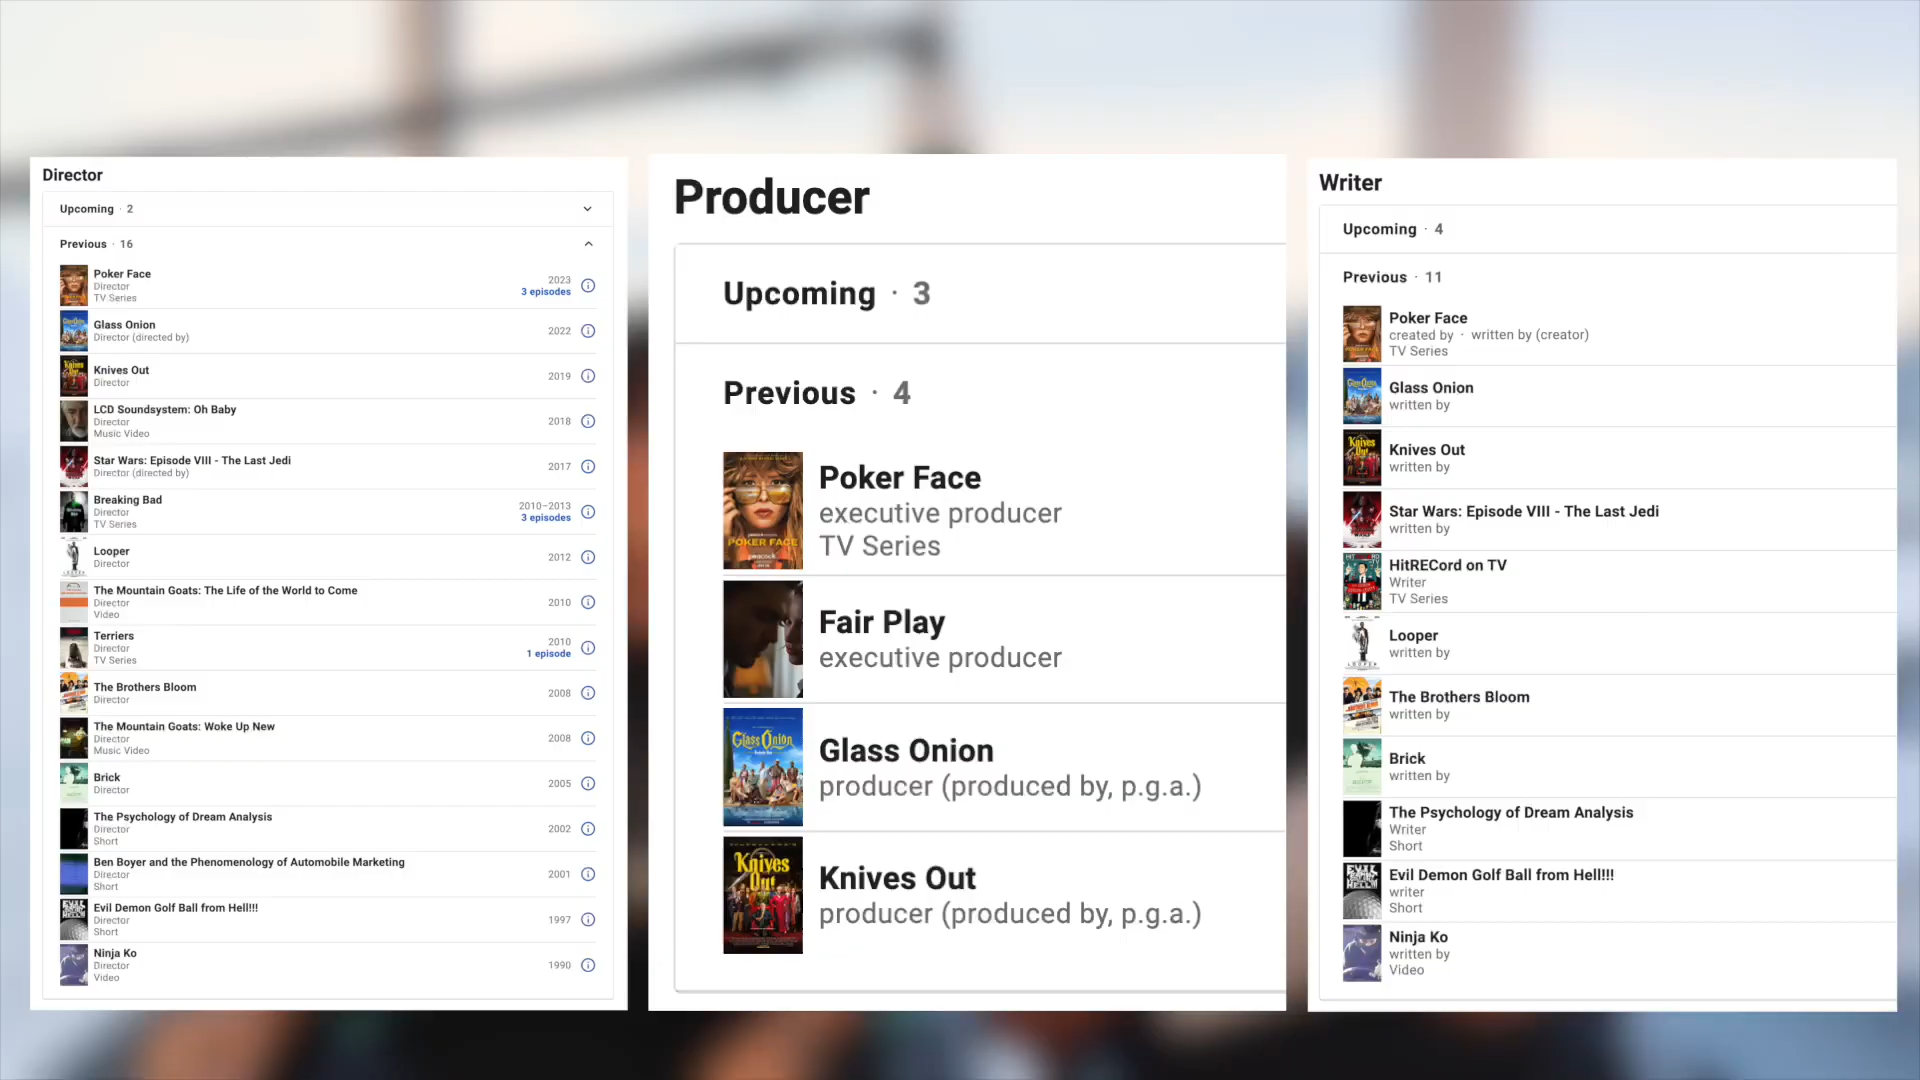 Director
Upcoming · 2
Previous · 16
Poker Face
Director
TV Series
2023
3 episodes
Glass Onion
Director (directed by)
2022
Knives Out
Director
2019
LCD Soundsystem: Oh Baby
Director
Music Video
2018
Star Wars: Episode VIII - The Last Jedi
Director (directed by)
2017
Breaking Bad
Director
TV Series
2010–2013
3 episodes
Looper
Director
2012
The Mountain Goats: The Life of the World to Come
Director
Video
2010
Terriers
Director
TV Series
2010
1 episode
The Brothers Bloom
Director
2008
The Mountain Goats: Woke Up New
Director
Music Video
2008
Brick
Director
2005
The Psychology of Dream Analysis
Director
Short
2002
Ben Boyer and the Phenomenology of Automobile Marketing
Director
Short
2001
Evil Demon Golf Ball from Hell!!!
Director
Short
1997
Ninja Ko
Director
Video
1990
Producer
Upcoming · 3
Previous · 4
POKER FACE
Poker Face
executive producer
TV Series
Fair Play
executive producer
Glass Onion
Glass Onion
producer (produced by, p.g.a.)
Knives Out
Knives Out
producer (produced by, p.g.a.)
Writer
Upcoming · 4
Previous · 11
Poker Face
created by · written by (creator)
TV Series
Glass Onion
written by
Knives Out
written by
Star Wars: Episode VIII - The Last Jedi
written by
HitRECord on TV
Writer
TV Series
Looper
written by
The Brothers Bloom
written by
Brick
written by
The Psychology of Dream Analysis
Writer
Short
Evil Demon Golf Ball from Hell!!!
writer
Short
Ninja Ko
written by
Video